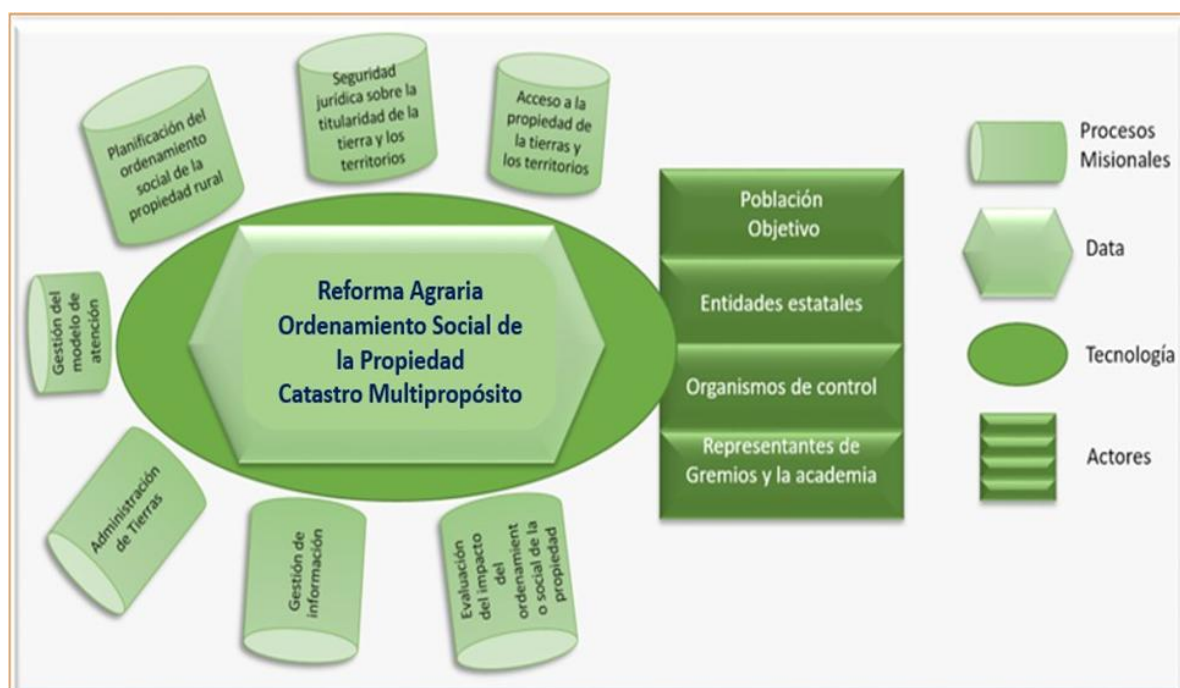 Planificación del
ordenamiento
social de la
propiedad rural
Seguridad
jurídica sobre la
titularidad de la
tierra y los
territorios
Acceso a la
propiedad de
la tierras y
los territorios
Gestión del
modelo de
atención
Reforma Agraria
Ordenamiento Social de
la Propiedad
Catastro Multipropósito
Administración
de Tierras
Gestión de
información
Evaluación
del impacto
del
ordenamient
o social de la
propiedad
Población
Objetivo
Entidades estatales
Organismos de control
Representantes de
Gremios y la academia
Procesos
Misionales
Data
Tecnología
Actores